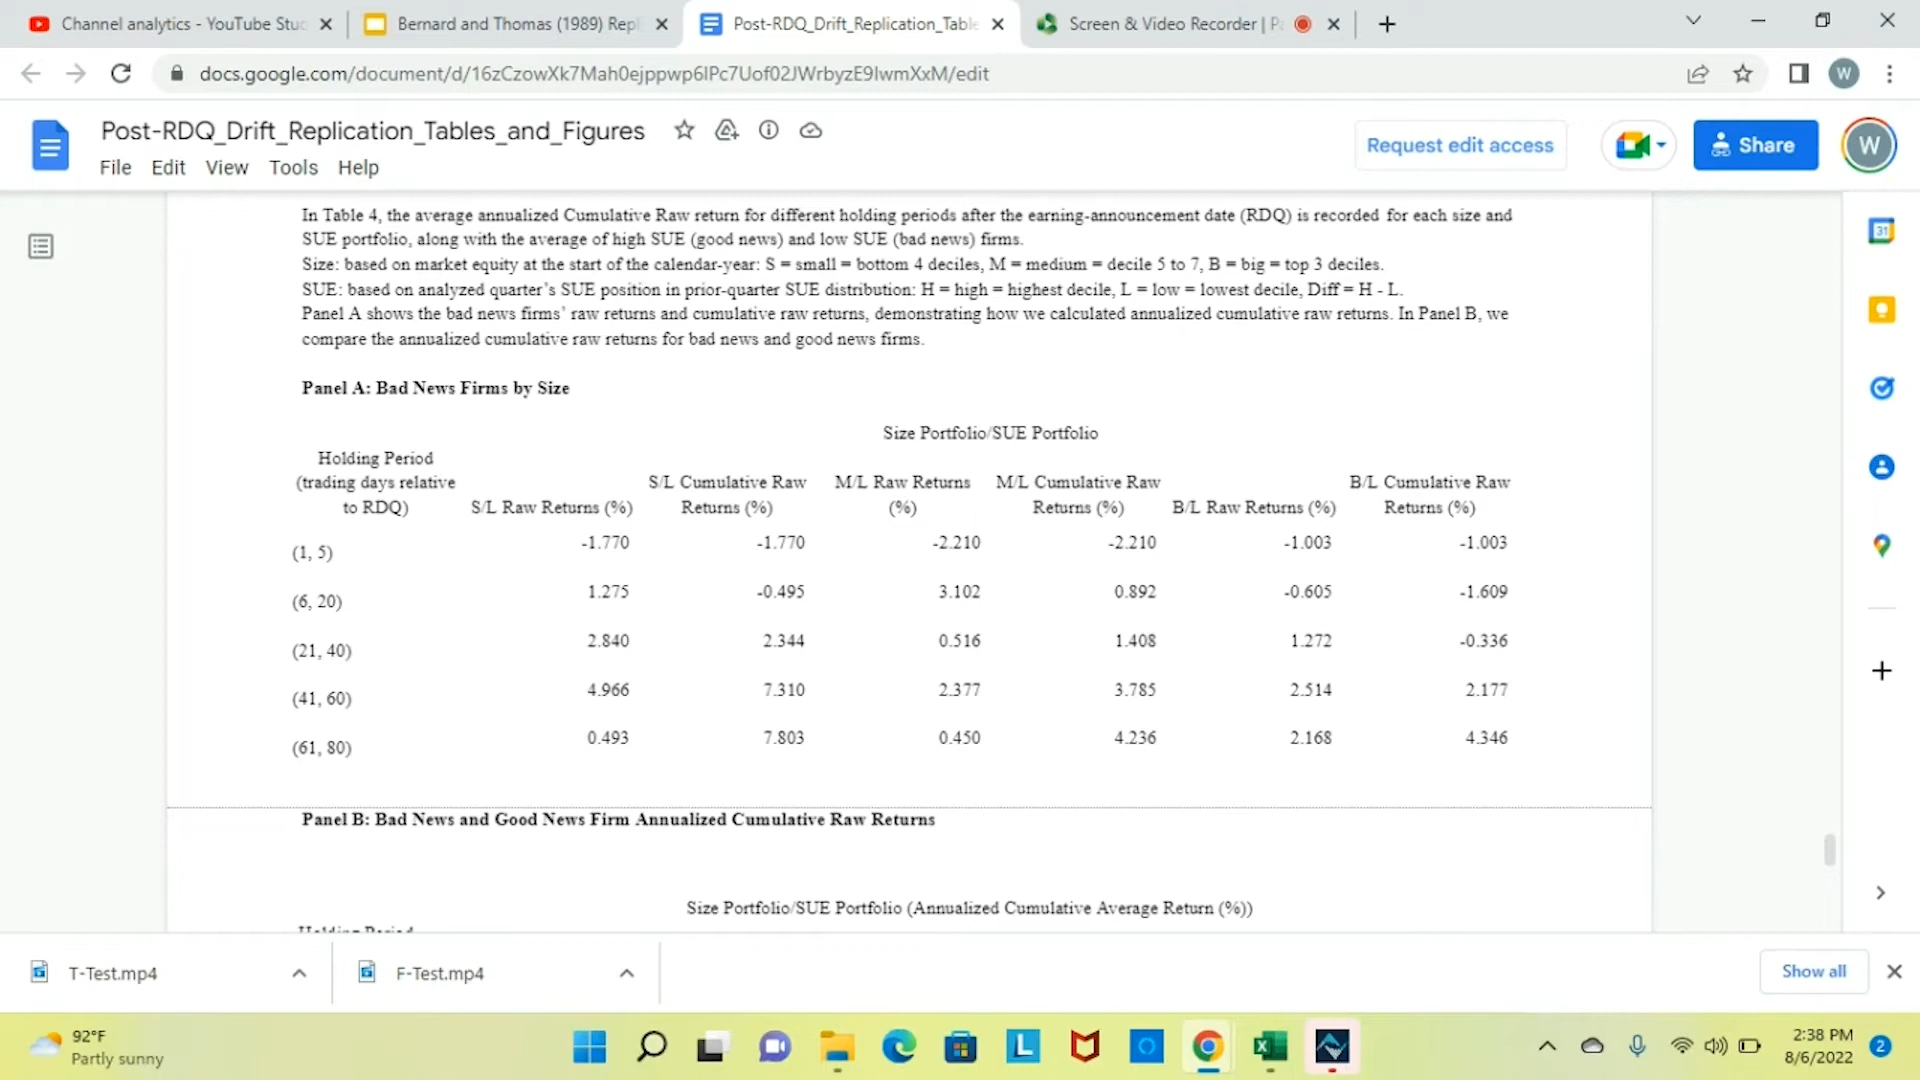 Channel analytics - YouTube Stud
Bernard and Thomas (1989) Repl
Post-RDQ_Drift_Replication_Table
Screen & Video Recorder | Pa
docs.google.com/document/d/16zCzowXk7Mah0ejppwp6lPc7Uof02JWrbyzE9lwmXxM/edit
W
Post-RDQ_Drift_Replication_Tables_and_Figures
File Edit View Tools Help
Request edit access
Share
W
31
In Table 4, the average annualized Cumulative Raw return for different holding periods after the earning-announcement date (RDQ) is recorded for each size and
SUE portfolio, along with the average of high SUE (good news) and low SUE (bad news) firms.
Size: based on market equity at the start of the calendar-year: S = small = bottom 4 deciles, M = medium = decile 5 to 7, B = big = top 3 deciles.
SUE: based on analyzed quarter's SUE position in prior-quarter SUE distribution: H = high = highest decile, L = low = lowest decile, Diff = H - L.
Panel A shows the bad news firms' raw returns and cumulative raw returns, demonstrating how we calculated annualized cumulative raw returns. In Panel B, we
compare the annualized cumulative raw returns for bad news and good news firms.
Panel A: Bad News Firms by Size
Size Portfolio/SUE Portfolio
Holding Period
(trading days relative S/L Cumulative Raw M/L Raw Returns M/L Cumulative Raw B/L Cumulative Raw
to RDQ) S/L Raw Returns (%) Returns (%) (%) Returns (%) B/L Raw Returns (%) Returns (%)
(1, 5) -1.770 -1.770 -2.210 -2.210 -1.003 -1.003
(6, 20) 1.275 -0.495 3.102 0.892 -0.605 -1.609
(21, 40) 2.840 2.344 0.516 1.408 1.272 -0.336
(41, 60) 4.966 7.310 2.377 3.785 2.514 2.177
(61, 80) 0.493 7.803 0.450 4.236 2.168 4.346
Panel B: Bad News and Good News Firm Annualized Cumulative Raw Returns
Size Portfolio/SUE Portfolio (Annualized Cumulative Average Return (%))
Holding Period
T-Test.mp4
F-Test.mp4
Show all
92°F
Partly sunny
L
2:38 PM
8/6/2022
2